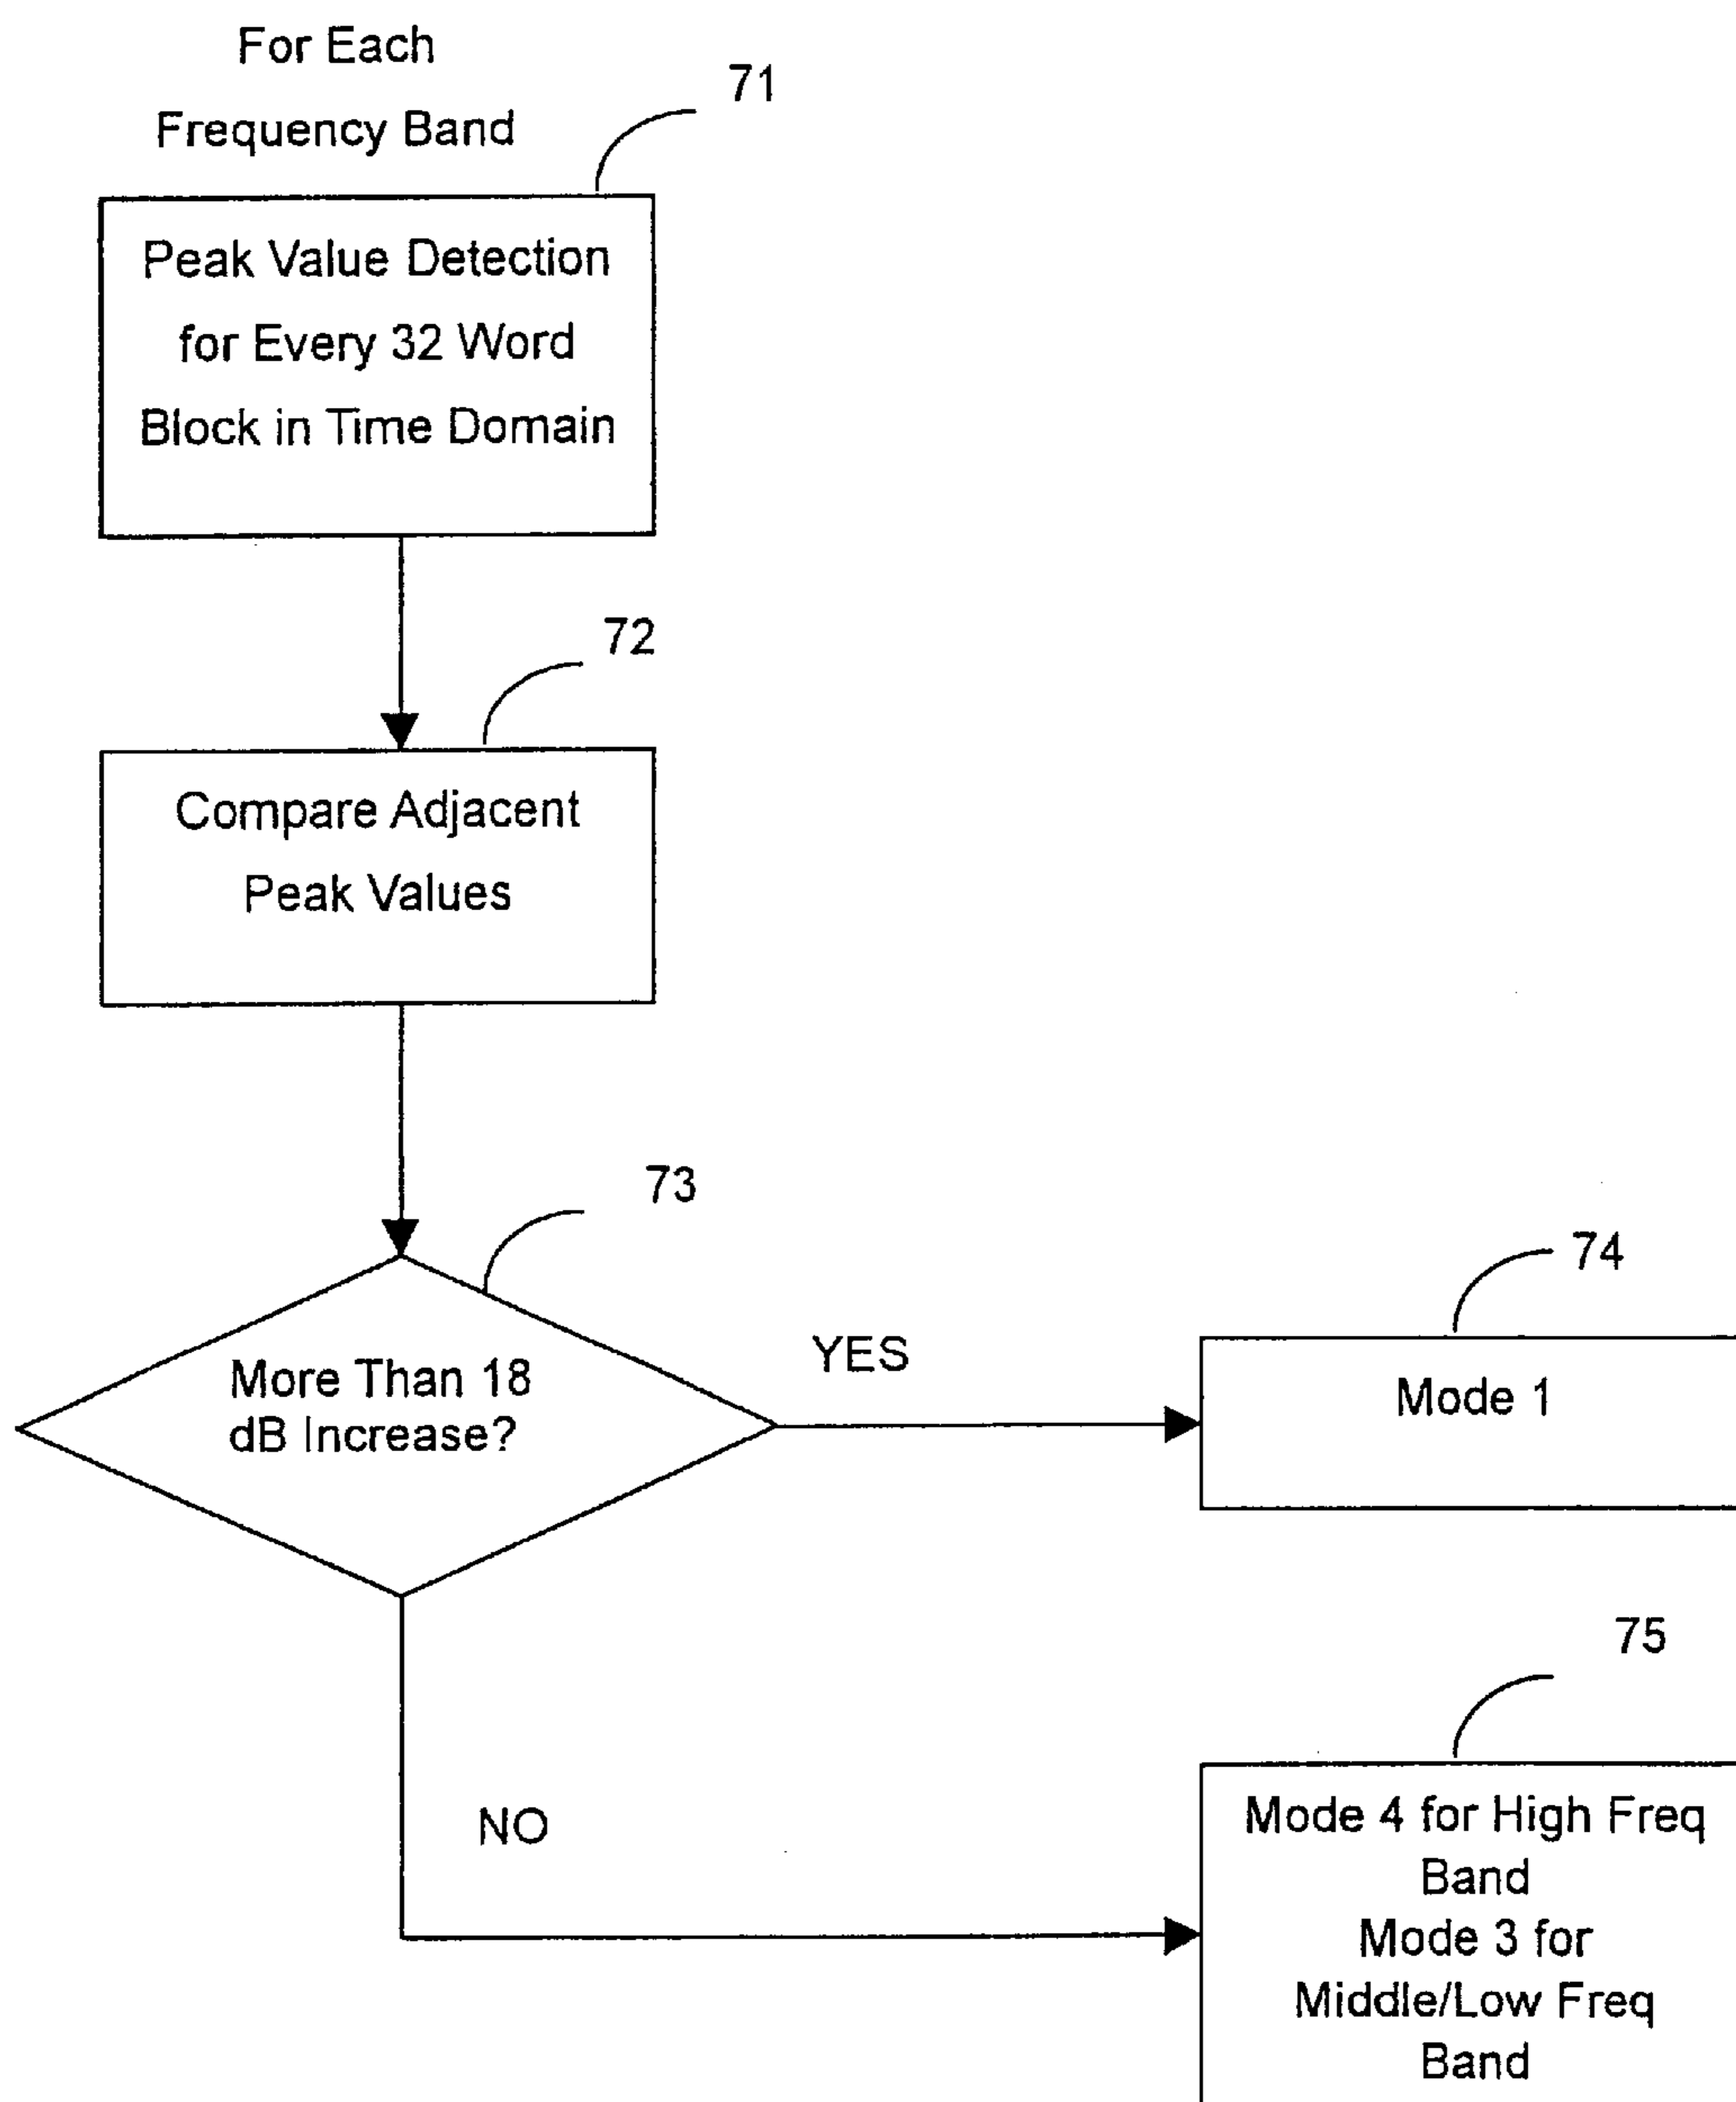 For Each
Frequency Band
71
Peak Value Detection
for Every 32 Word
Block in Time Domain
72
Compare Adjacent
Peak Values
73
More Than 18
dB Increase?
YES
74
Mode 1
NO
75
Mode 4 for High Freq
Band
Mode 3 for
Middle/Low Freq
Band